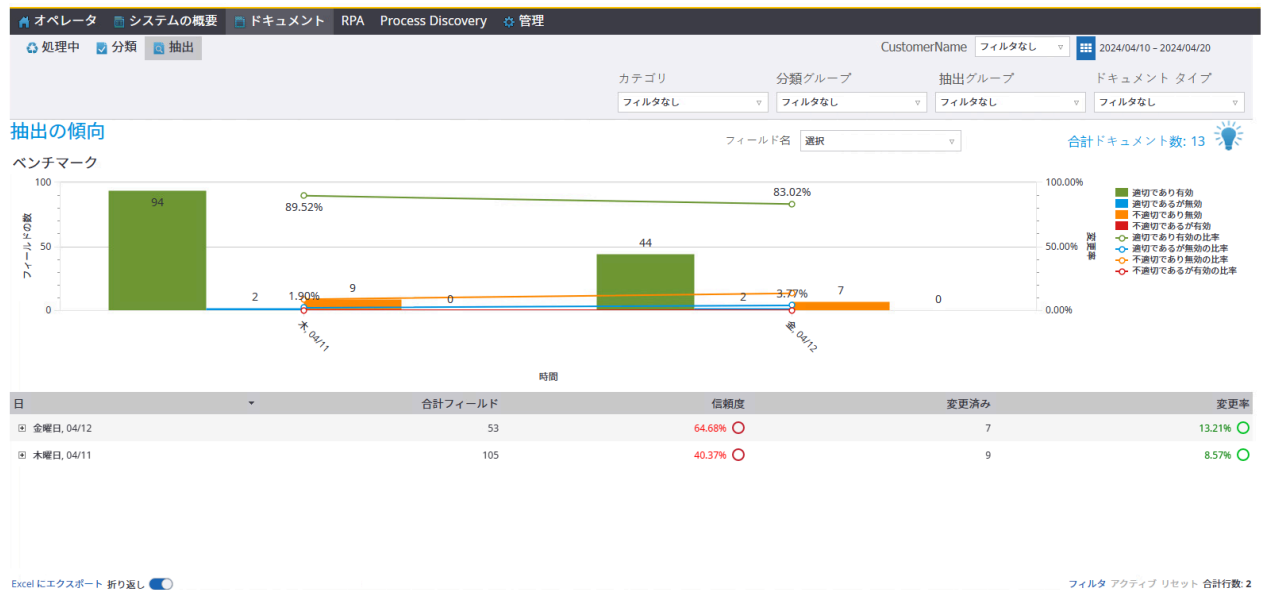 オペレータ システムの概要 ドキュメント RPA Process Discovery 管理
処理中 分類 抽出 CustomerName フィルタなし 2024/04/10 – 2024/04/20
カテゴリ 分類グループ 抽出グループ ドキュメント タイプ
フィルタなし フィルタなし フィルタなし フィルタなし
抽出の傾向 フィールド名 選択 合計ドキュメント数: 13
ベンチマーク
フィールドの数
100
50
0
94
2
9
0
89.52%
1.90%
44
2
7
0
83.02%
3.77%
木, 04/11
金, 04/12
時間
100.00%
50.00%
0.00%
適切であり有効
適切であるが無効
不適切であり無効
不適切であるが有効
適切であり有効の比率
適切であるが無効の比率
不適切であり無効の比率
不適切であるが有効の比率
日 合計フィールド 信頼度 変更済み 変更率
金曜日, 04/12 53 64.68% 7 13.21%
木曜日, 04/11 105 40.37% 9 8.57%
Excel にエクスポート 折り返し フィルタ アクティブ リセット 合計行数: 2